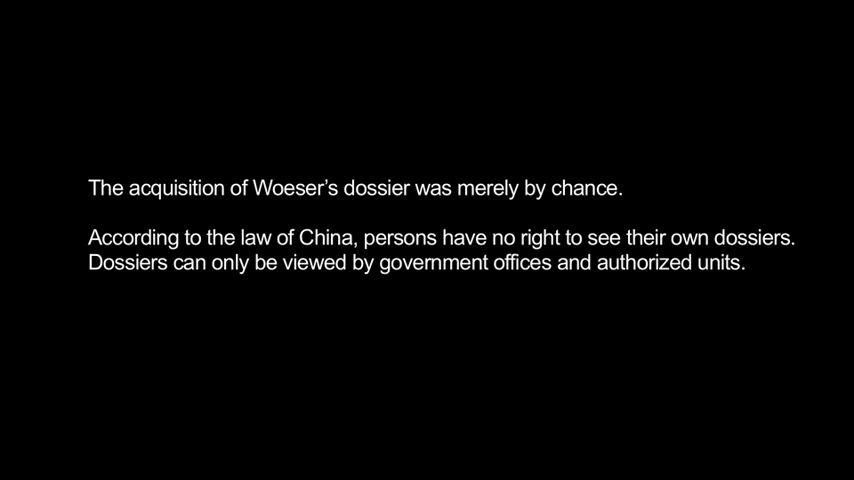 The acquisition of Woeser’s dossier was merely by chance.
According to the law of China, persons have no right to see their own dossiers.
Dossiers can only be viewed by government offices and authorized units.